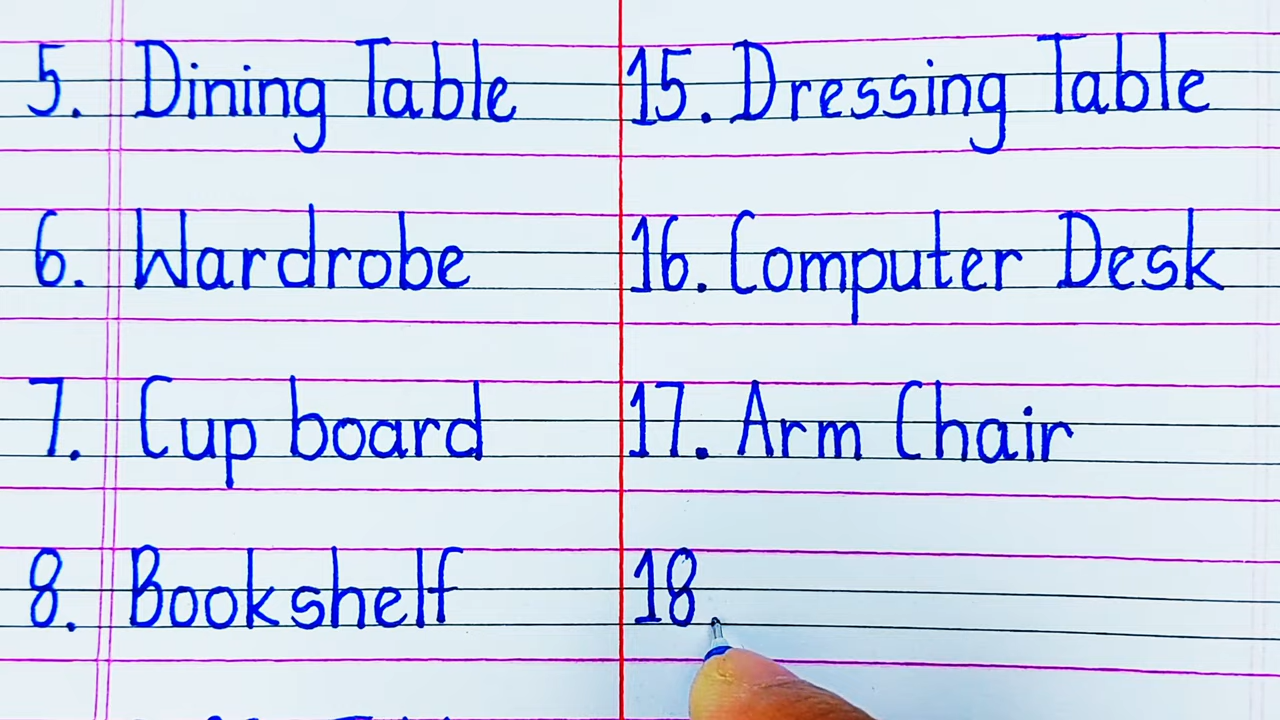 5. Dining Table
6. Wardrobe
7. Cup board
8. Bookshelf
15. Dressing Table
16. Computer Desk
17. Arm Chair
18